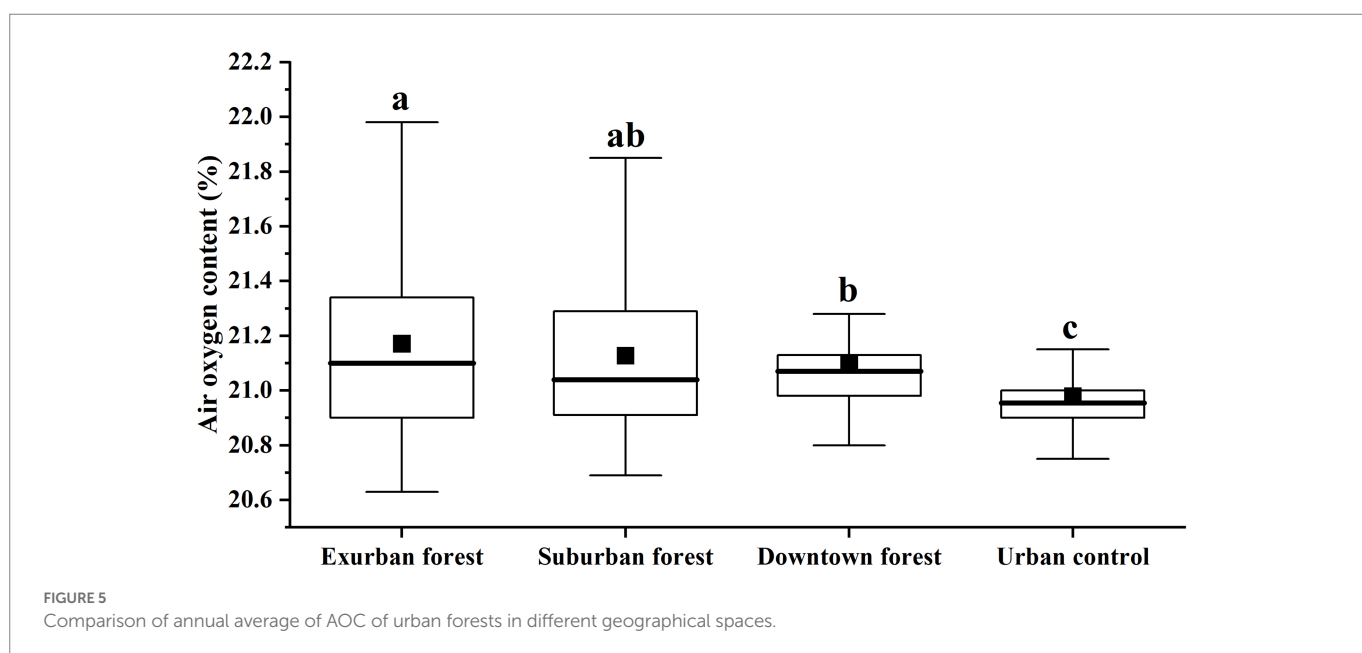 22.2
22.0
21.8
21.6
21.4
21.2
21.0
20.8
20.6
Air oxygen content (%)
a
ab
b
c
Exurban forest Suburban forest Downtown forest Urban control
FIGURE 5
Comparison of annual average of AOC of urban forests in different geographical spaces.